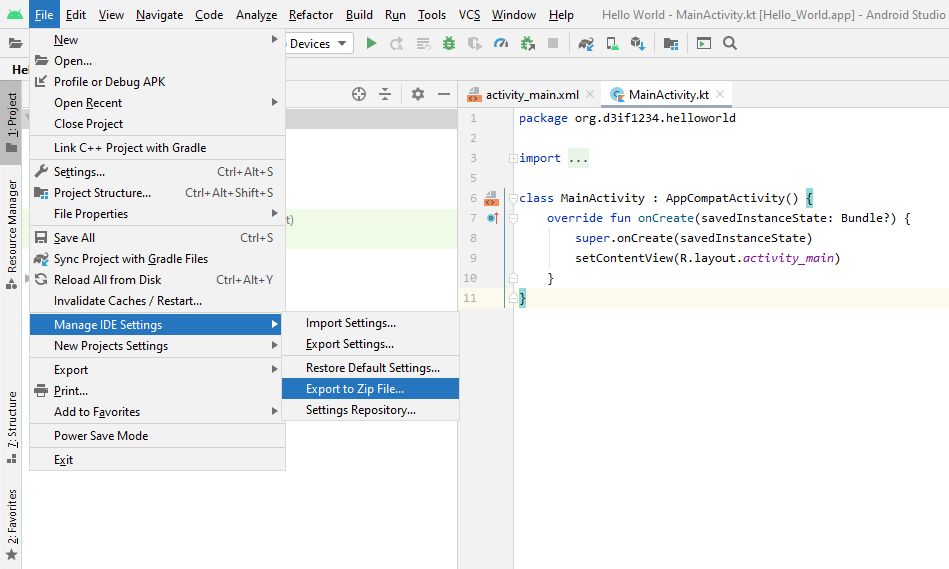 File Edit View Navigate Code Analyze Refactor Build Run Tools VCS Window Help Hello World - MainActivity.kt [Hello_World.app] - Android Studio
Devices
He
New
Open...
Profile or Debug APK
Open Recent
Close Project
Link C++ Project with Gradle
Settings... Ctrl+Alt+S
Project Structure... Ctrl+Alt+Shift+S
File Properties
Save All Ctrl+S
Sync Project with Gradle Files
Reload All from Disk Ctrl+Alt+Y
Invalidate Caches / Restart...
Manage IDE Settings
New Projects Settings
Export
Print...
Add to Favorites
Power Save Mode
Exit
Import Settings...
Export Settings...
Restore Default Settings...
Export to Zip File...
Settings Repository...
t)
1: Project
Resource Manager
7: Structure
2: Favorites
activity_main.xml MainActivity.kt
1 package org.d3if1234.helloworld
2
3 import ...
5
6 class MainActivity : AppCompatActivity() {
7 override fun onCreate(savedInstanceState: Bundle?) {
8 super.onCreate(savedInstanceState)
9 setContentView(R.layout.activity_main)
10 }
11 }